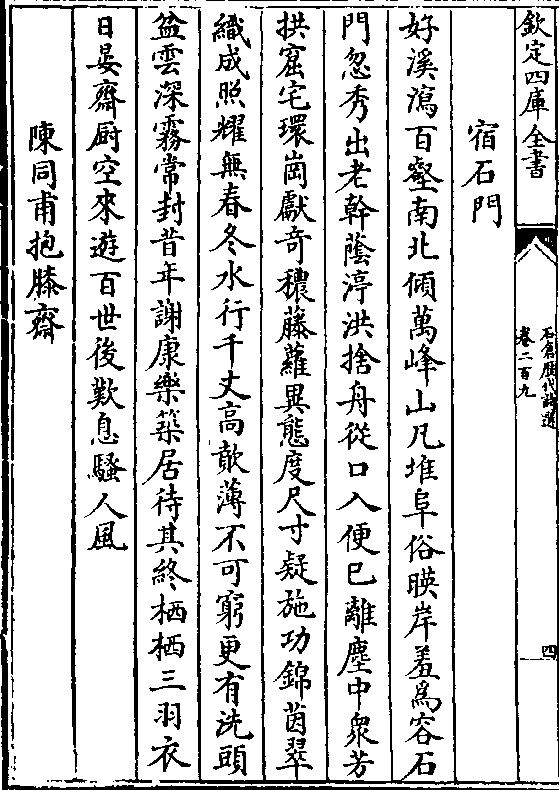 欽定四庫全書
石倉歷代詩選
卷二百九
四
宿石門
好溪瀉百壑南北傾萬峰山凡堆阜俗暎岸羞為容石
門忽秀出老幹蔭渟洪捨舟從口入便已離塵中衆芳
拱窟宅環崗獻奇穠藤蘿異態度尺寸疑施功錦茵翠
織成照耀無春冬水行千丈高歕薄不可窮更有洗頭
盆雲深霧常封昔年謝康樂築居待其終栖栖三羽衣
日晏齋厨空來遊百世後歎息騷人風
陳同甫抱膝齋